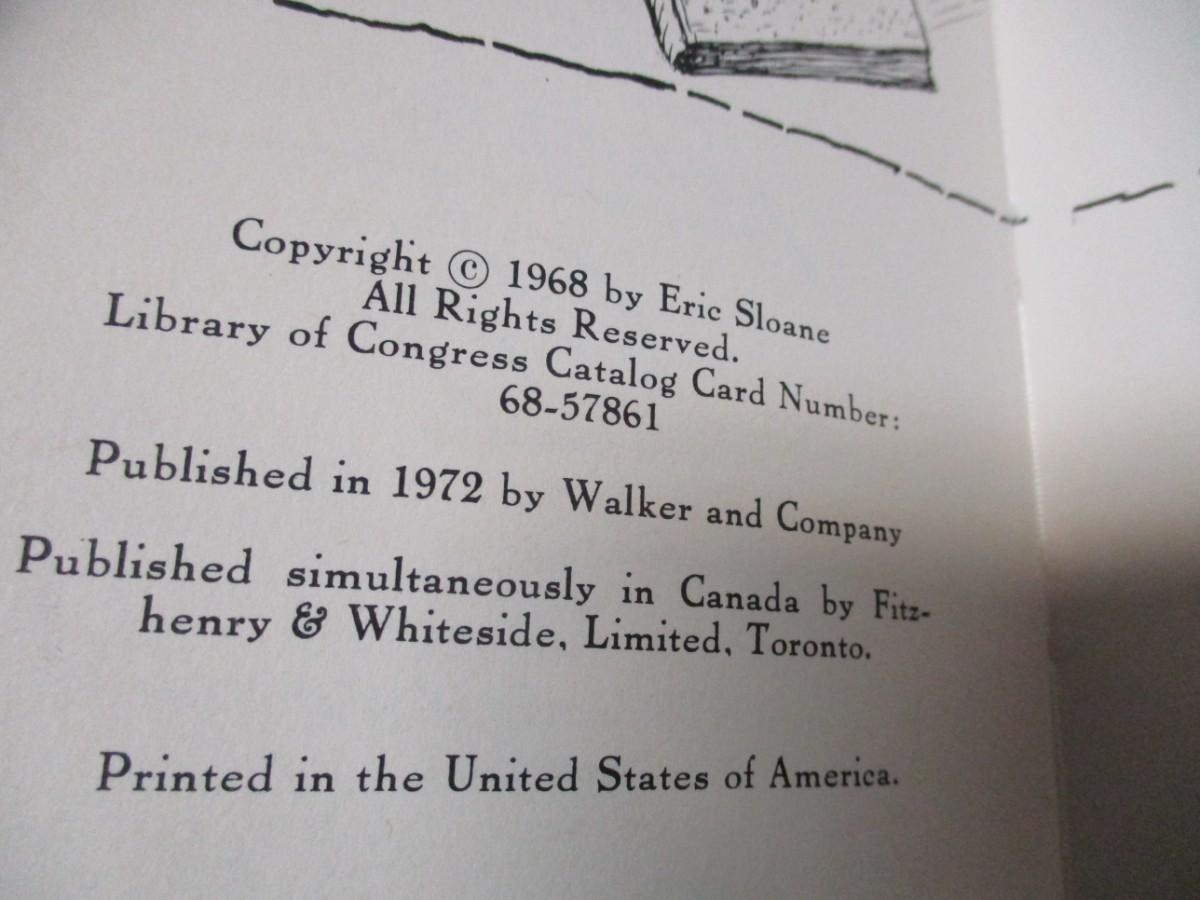 Copyright © 1968 by Eric Sloane
All Rights Reserved.
Library of Congress Catalog Card Number:
68-57861
Published in 1972 by Walker and Company
Published simultaneously in Canada by Fitz-
henry & Whiteside, Limited, Toronto.
Printed in the United States of America.